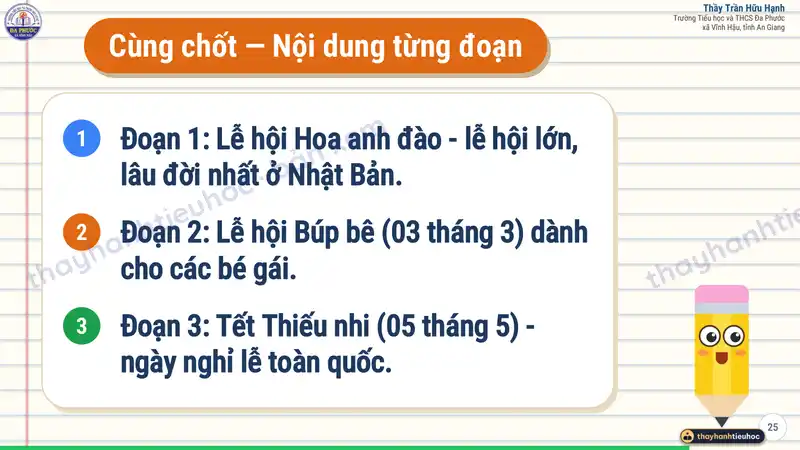 Thầy Trần Hữu Hạnh
Trường Tiểu học và THCS Đa Phước
xã Vĩnh Hậu, tỉnh An Giang
ĐA PHƯỚC
Cùng chốt — Nội dung từng đoạn
1
Đoạn 1: Lễ hội Hoa anh đào - lễ hội lớn,
lâu đời nhất ở Nhật Bản.
2
Đoạn 2: Lễ hội Búp bê (03 tháng 3) dành
cho các bé gái.
3
Đoạn 3: Tết Thiếu nhi (05 tháng 5) -
ngày nghỉ lễ toàn quốc.
thayhanhtieuhoc
25